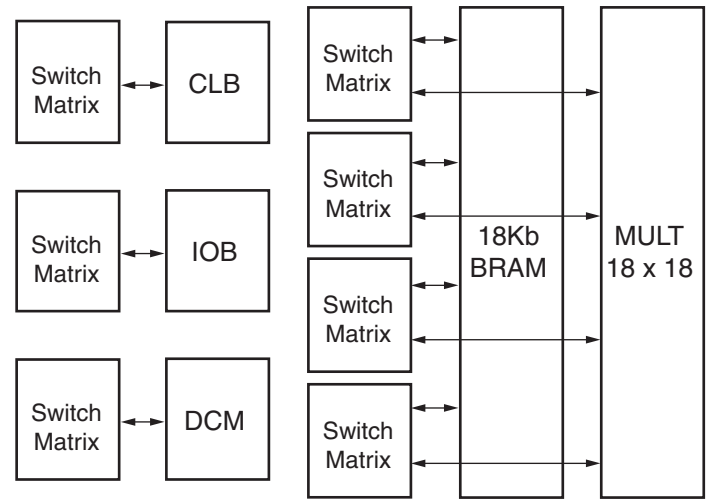 Switch
Matrix
CLB
Switch
Matrix
IOB
Switch
Matrix
DCM
Switch
Matrix
Switch
Matrix
Switch
Matrix
Switch
Matrix
18Kb
BRAM
MULT
18 x 18